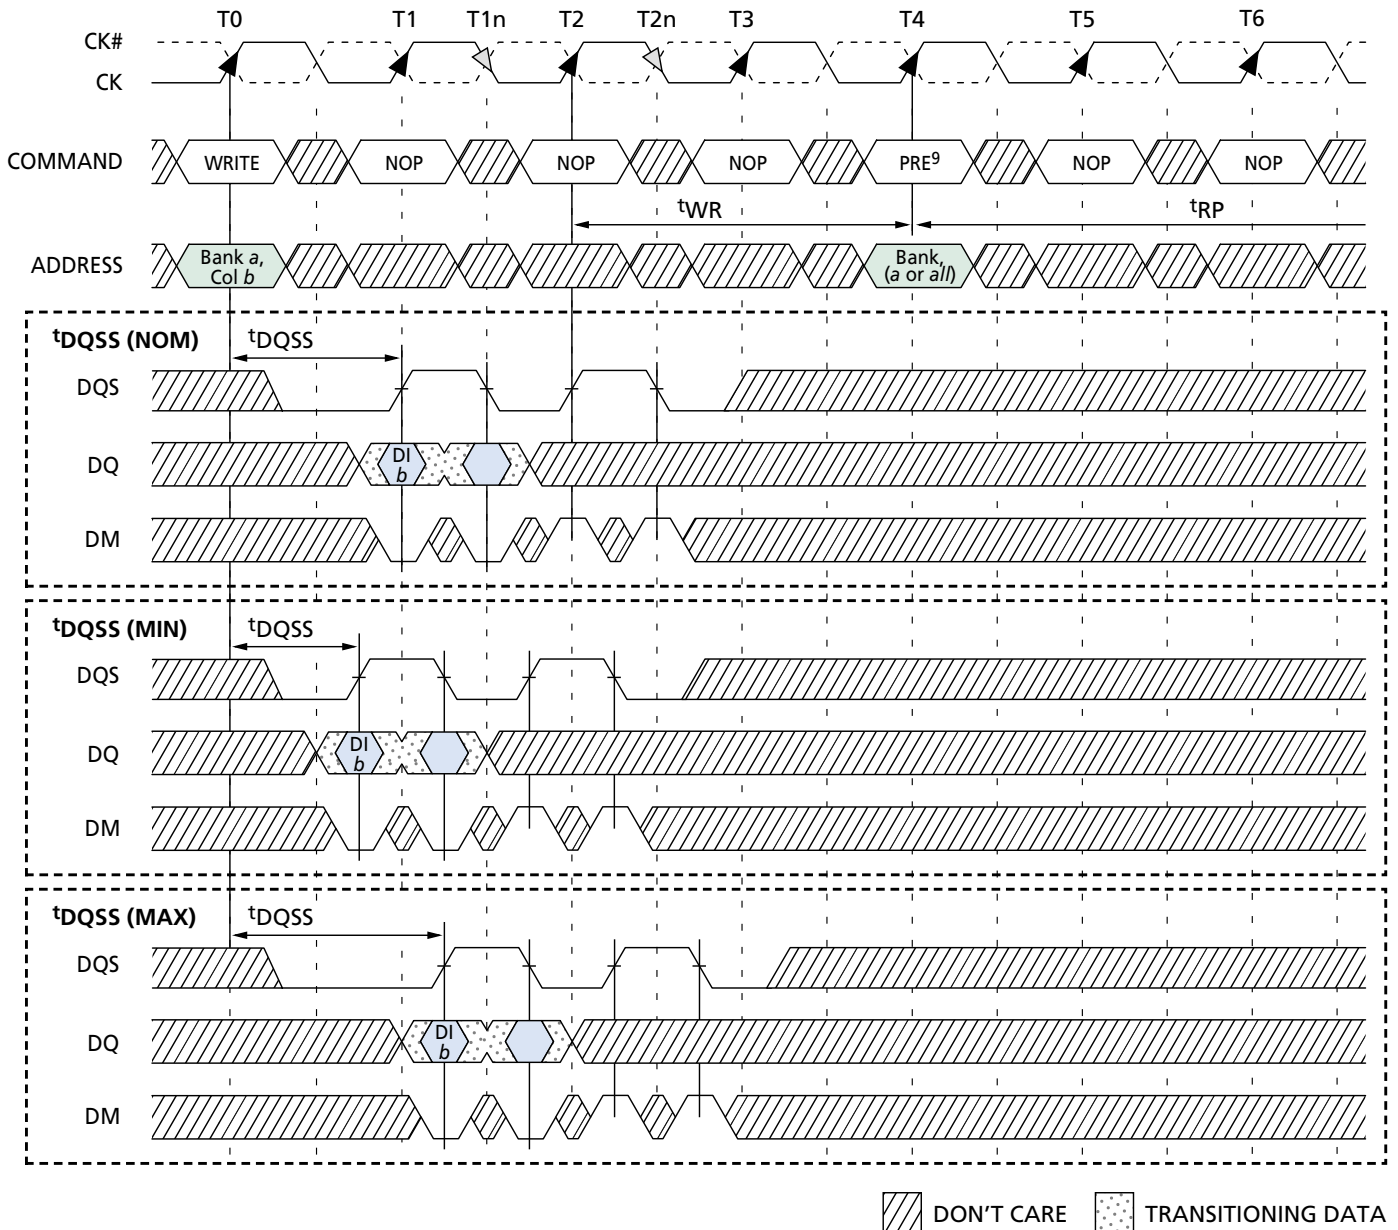 T0 T1 T1n T2 T2n T3 T4 T5 T6
CK#
CK
COMMAND WRITE NOP NOP NOP PRE9 NOP NOP
tWR tRP
ADDRESS Bank a, Col b Bank, (a or all)
tDQSS (NOM) tDQSS
DQS
DQ DI b
DM
tDQSS (MIN) tDQSS
DQS
DQ DI b
DM
tDQSS (MAX) tDQSS
DQS
DQ DI b
DM
DON'T CARE TRANSITIONING DATA